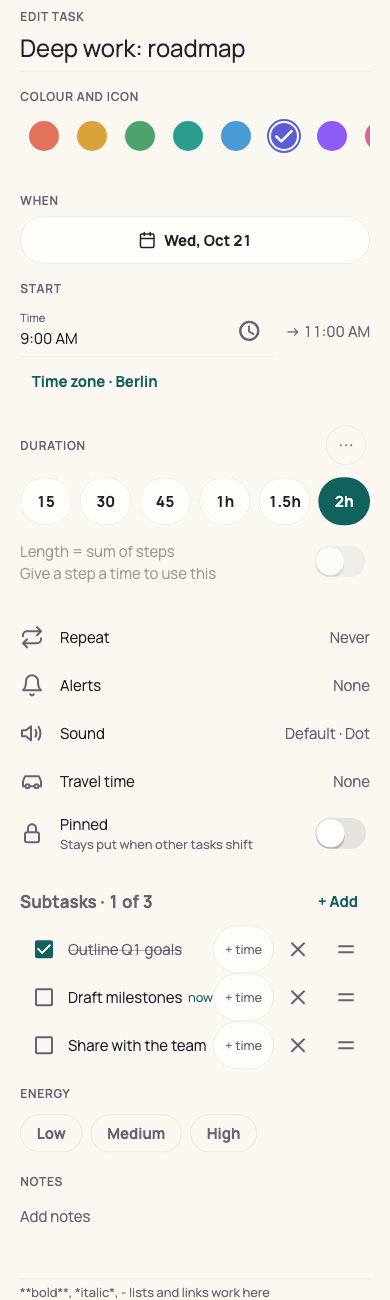 EDIT TASK
Deep work: roadmap
COLOUR AND ICON
WHEN
Wed, Oct 21
START
Time
9:00 AM
→ 11:00 AM
Time zone · Berlin
DURATION
···
15 30 45 1h 1.5h 2h
Length = sum of steps
Give a step a time to use this
Repeat Never
Alerts None
Sound Default · Dot
Travel time None
Pinned
Stays put when other tasks shift
Subtasks · 1 of 3 + Add
Outline Q1 goals + time
Draft milestones now + time
Share with the team + time
ENERGY
Low Medium High
NOTES
Add notes
**bold**, *italic*, - lists and links work here